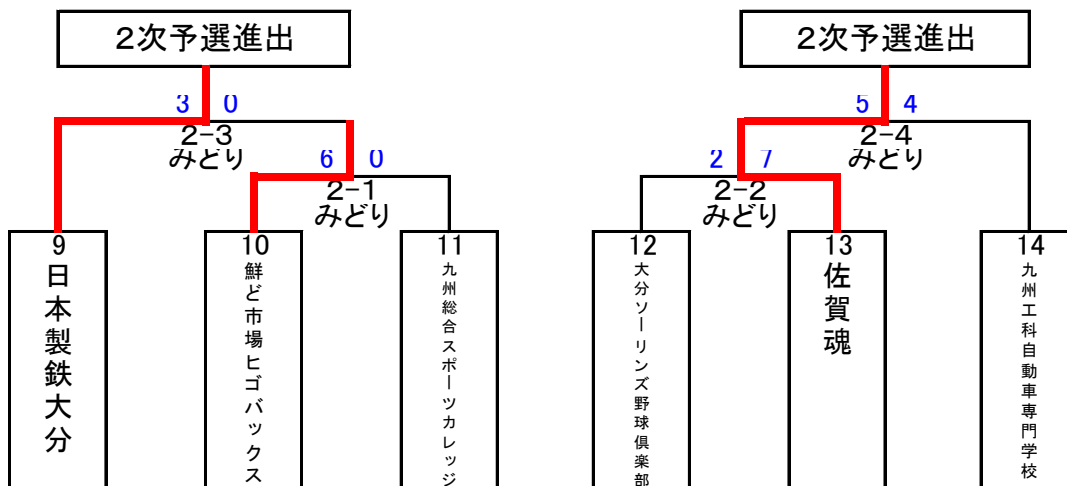 2次予選進出
2次予選進出
3 0
5 4
2-3
みどり
2-4
みどり
6 0
2 7
2-1
みどり
2-2
みどり
9
日本製鉄大分
10
鮮ど市場ヒゴバックス
11
九州総合スポーツカレッジ
12
大分ソーリンズ野球倶楽部
13
佐賀魂
14
九州工科自動車専門学校